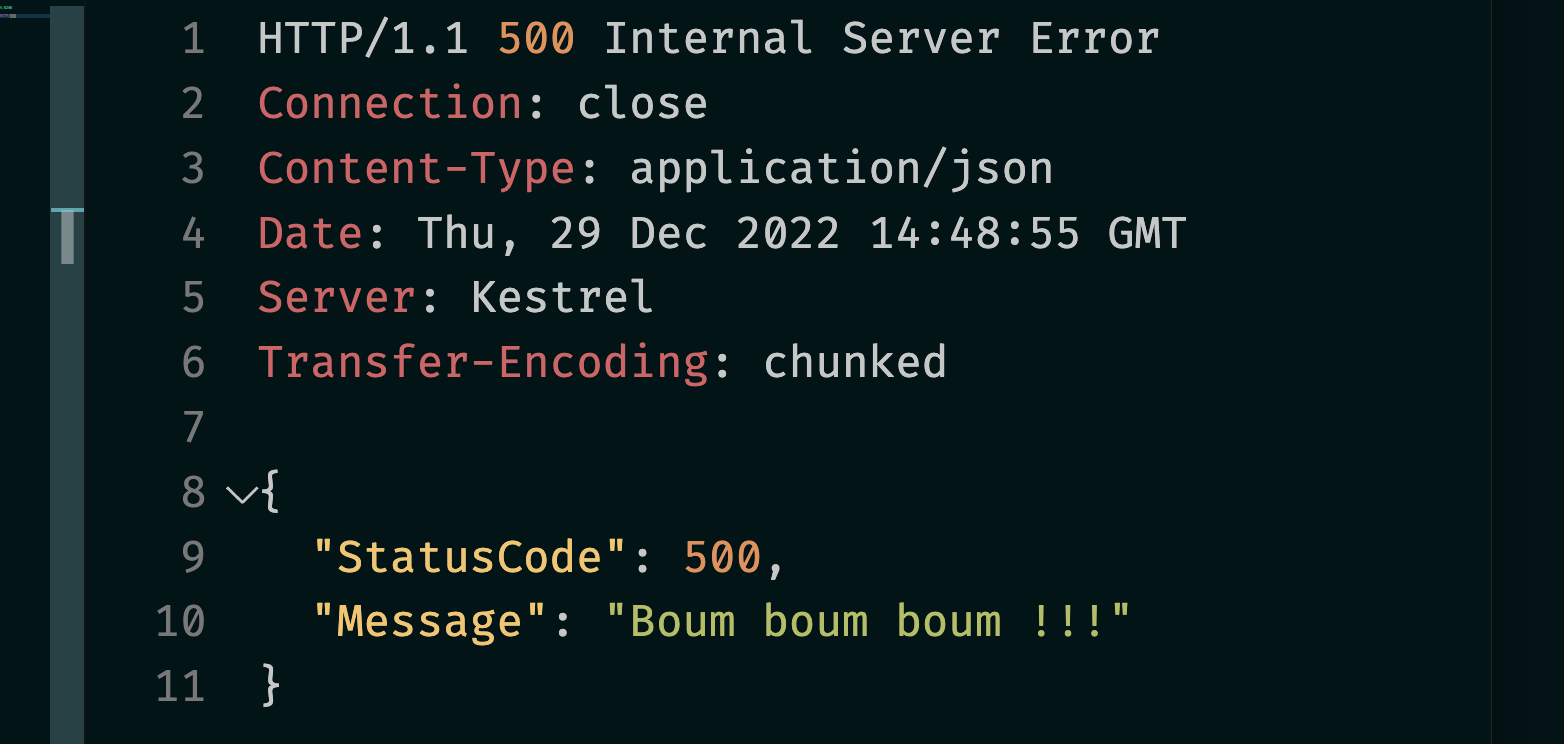 1 HTTP/1.1 500 Internal Server Error
2 Connection: close
3 Content-Type: application/json
4 Date: Thu, 29 Dec 2022 14:48:55 GMT
5 Server: Kestrel
6 Transfer-Encoding: chunked
7
8 {
9 "StatusCode": 500,
10 "Message": "Boum boum boum !!!"
11 }